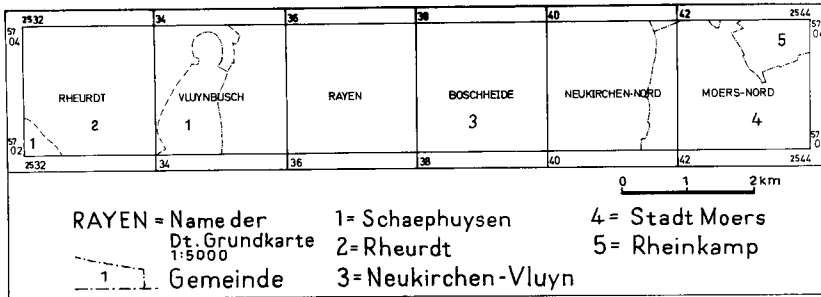 2532 34 36 38 40 42 2544
57 04 57 04
5
RHEURDT VLUYNBUSCH RAYEN BOSCHHEIDE NEUKIRCHEN-NORD MOERS-NORD
2 1 3 4
1
57 02 57 02
2532 34 36 38 40 42 2544
0 1 2 km
RAYEN = Name der Dt. Grundkarte 1:5000
1 Gemeinde
1= Schaephuysen
2= Rheurdt
3= Neukirchen-Vluyn
4= Stadt Moers
5= Rheinkamp